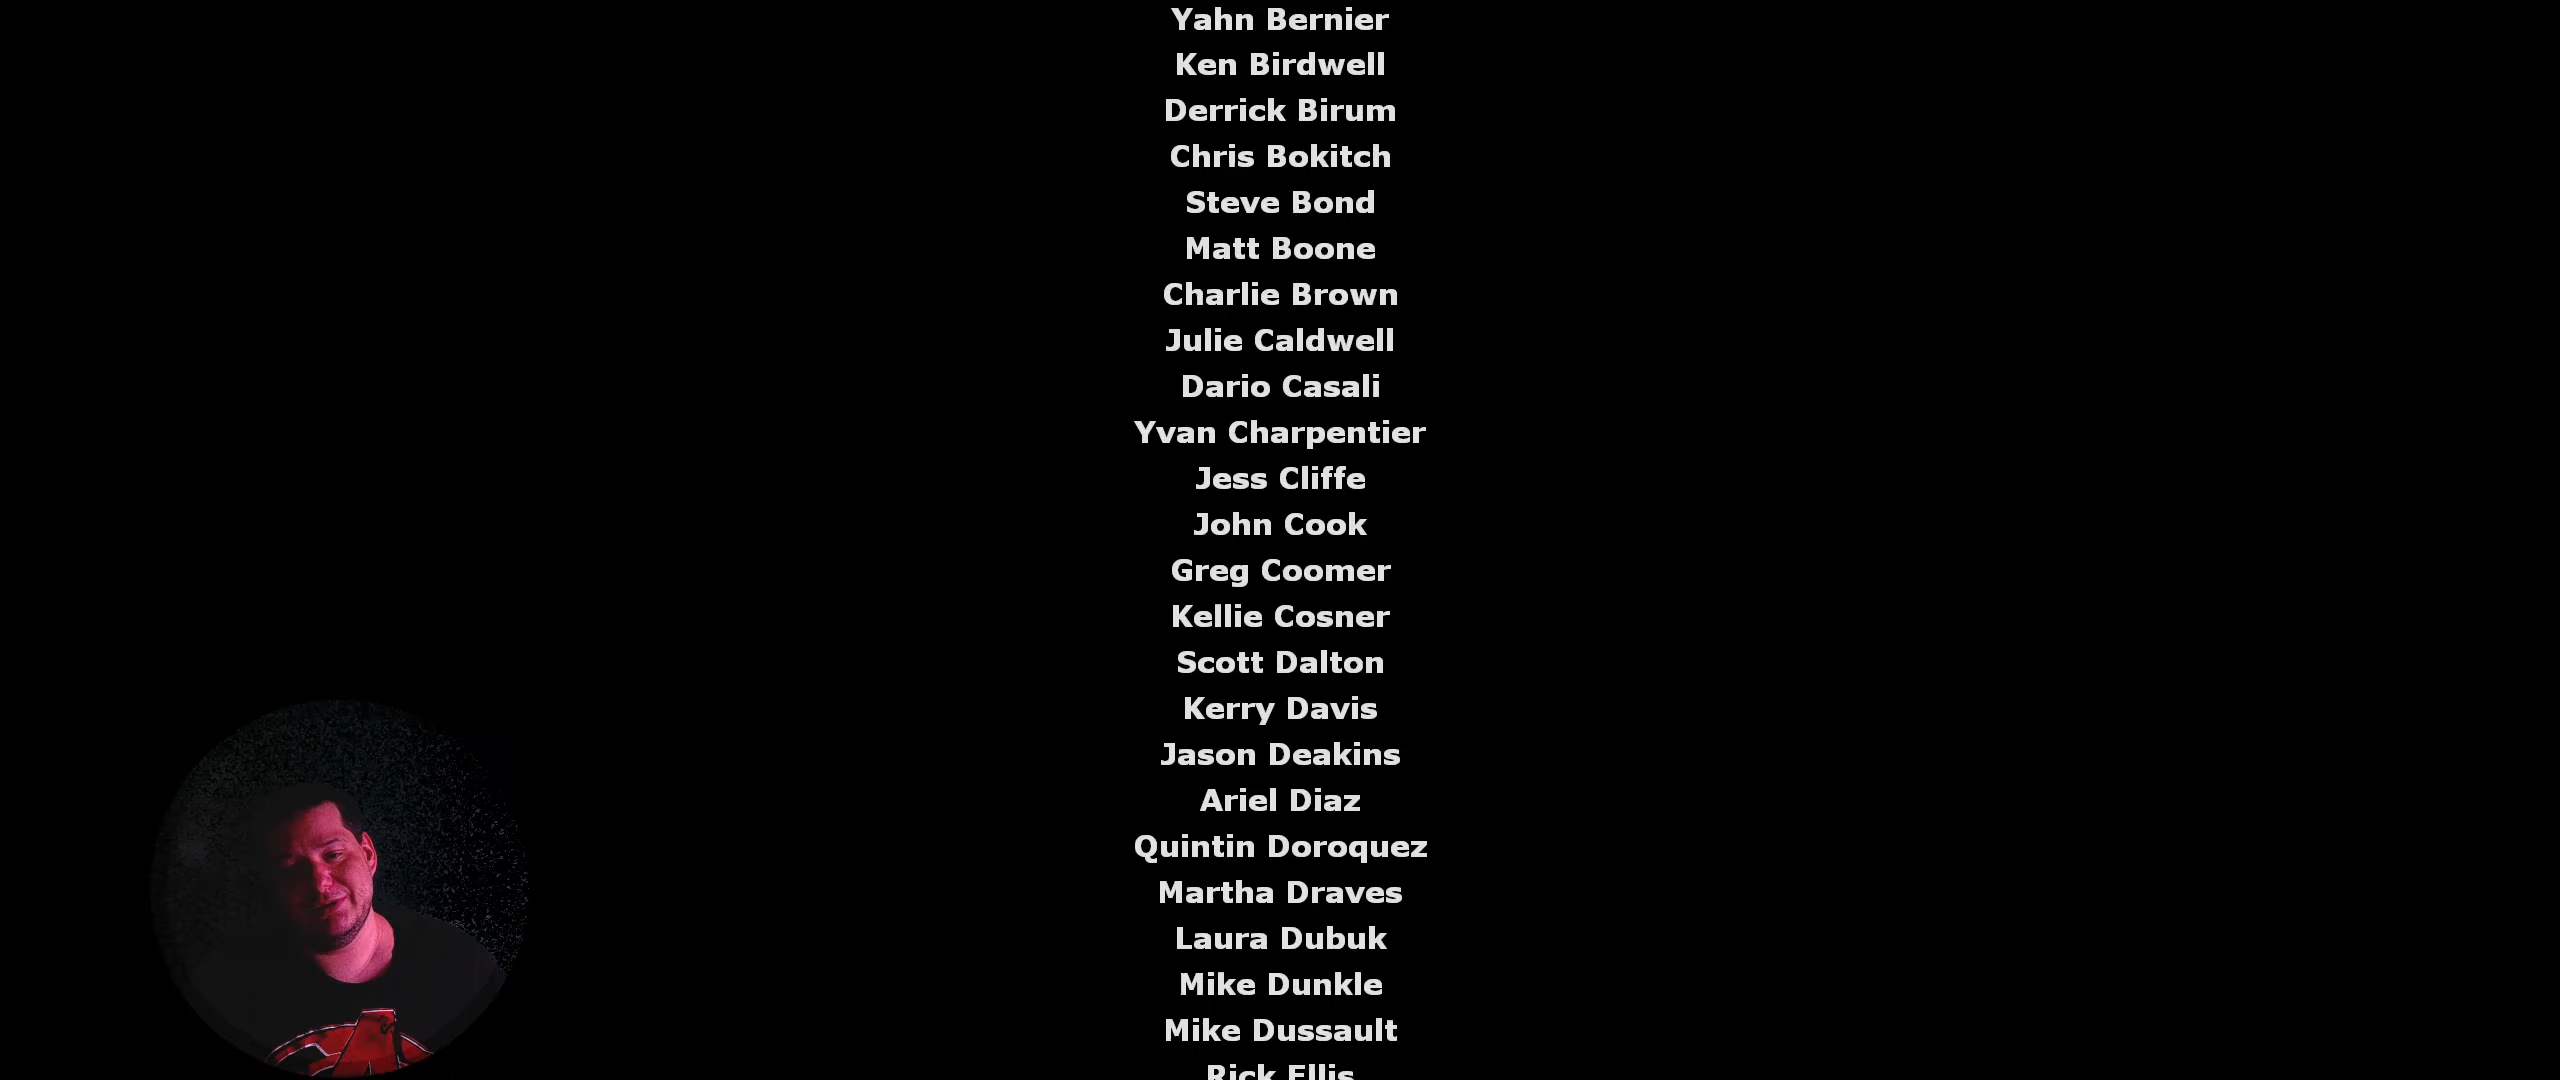 Yahn Bernier
Ken Birdwell
Derrick Birum
Chris Bokitch
Steve Bond
Matt Boone
Charlie Brown
Julie Caldwell
Dario Casali
Yvan Charpentier
Jess Cliffe
John Cook
Greg Coomer
Kellie Cosner
Scott Dalton
Kerry Davis
Jason Deakins
Ariel Diaz
Quintin Doroquez
Martha Draves
Laura Dubuk
Mike Dunkle
Mike Dussault
Rick Ellis